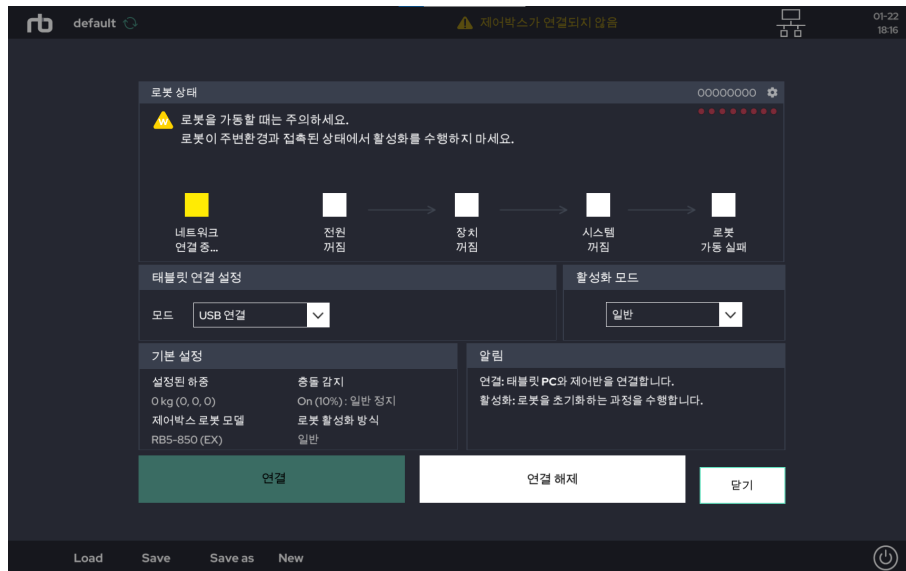 rb default
제어박스가 연결되지 않음
01-22
18:16
로봇 상태
00000000
W
로봇을 가동할 때는 주의하세요.
로봇이 주변환경과 접촉된 상태에서 활성화를 수행하지 마세요.
네트워크
연결 중...
전원
꺼짐
장치
꺼짐
시스템
꺼짐
로봇
가동 실패
태블릿 연결 설정
모드 USB 연결
활성화 모드
일반
기본 설정
설정된 하중
0 kg (0, 0, 0)
제어박스 로봇 모델
RB5-850 (EX)
충돌 감지
On (10%) : 일반 정지
로봇 활성화 방식
일반
알림
연결: 태블릿 PC와 제어반을 연결합니다.
활성화: 로봇을 초기화하는 과정을 수행합니다.
연결
연결 해제
닫기
Load Save Save as New